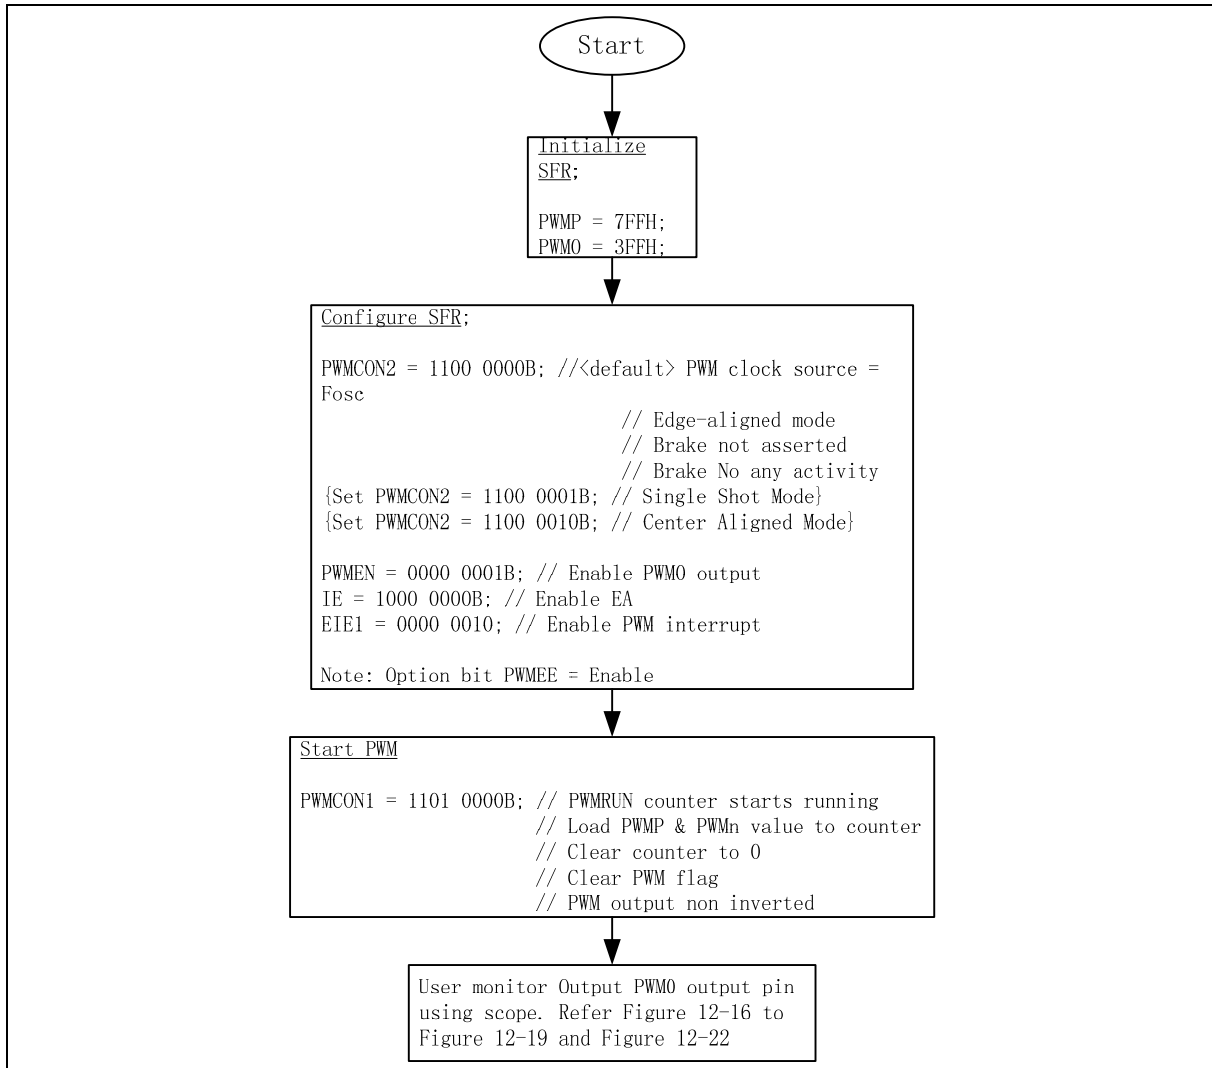 Start
Initialize
SFR;
PWMP = 7FFH;
PWM0 = 3FFH;
Configure SFR;
PWMCON2 = 1100 0000B; //<default> PWM clock source =
Fosc
// Edge-aligned mode
// Brake not asserted
// Brake No any activity
{Set PWMCON2 = 1100 0001B; // Single Shot Mode}
{Set PWMCON2 = 1100 0010B; // Center Aligned Mode}
PWMEN = 0000 0001B; // Enable PWM0 output
IE = 1000 0000B; // Enable EA
EIE1 = 0000 0010; // Enable PWM interrupt
Note: Option bit PWMEE = Enable
Start PWM
PWMCON1 = 1101 0000B; // PWMRUN counter starts running
// Load PWMP & PWMn value to counter
// Clear counter to 0
// Clear PWM flag
// PWM output non inverted
User monitor Output PWM0 output pin
using scope. Refer Figure 12-16 to
Figure 12-19 and Figure 12-22